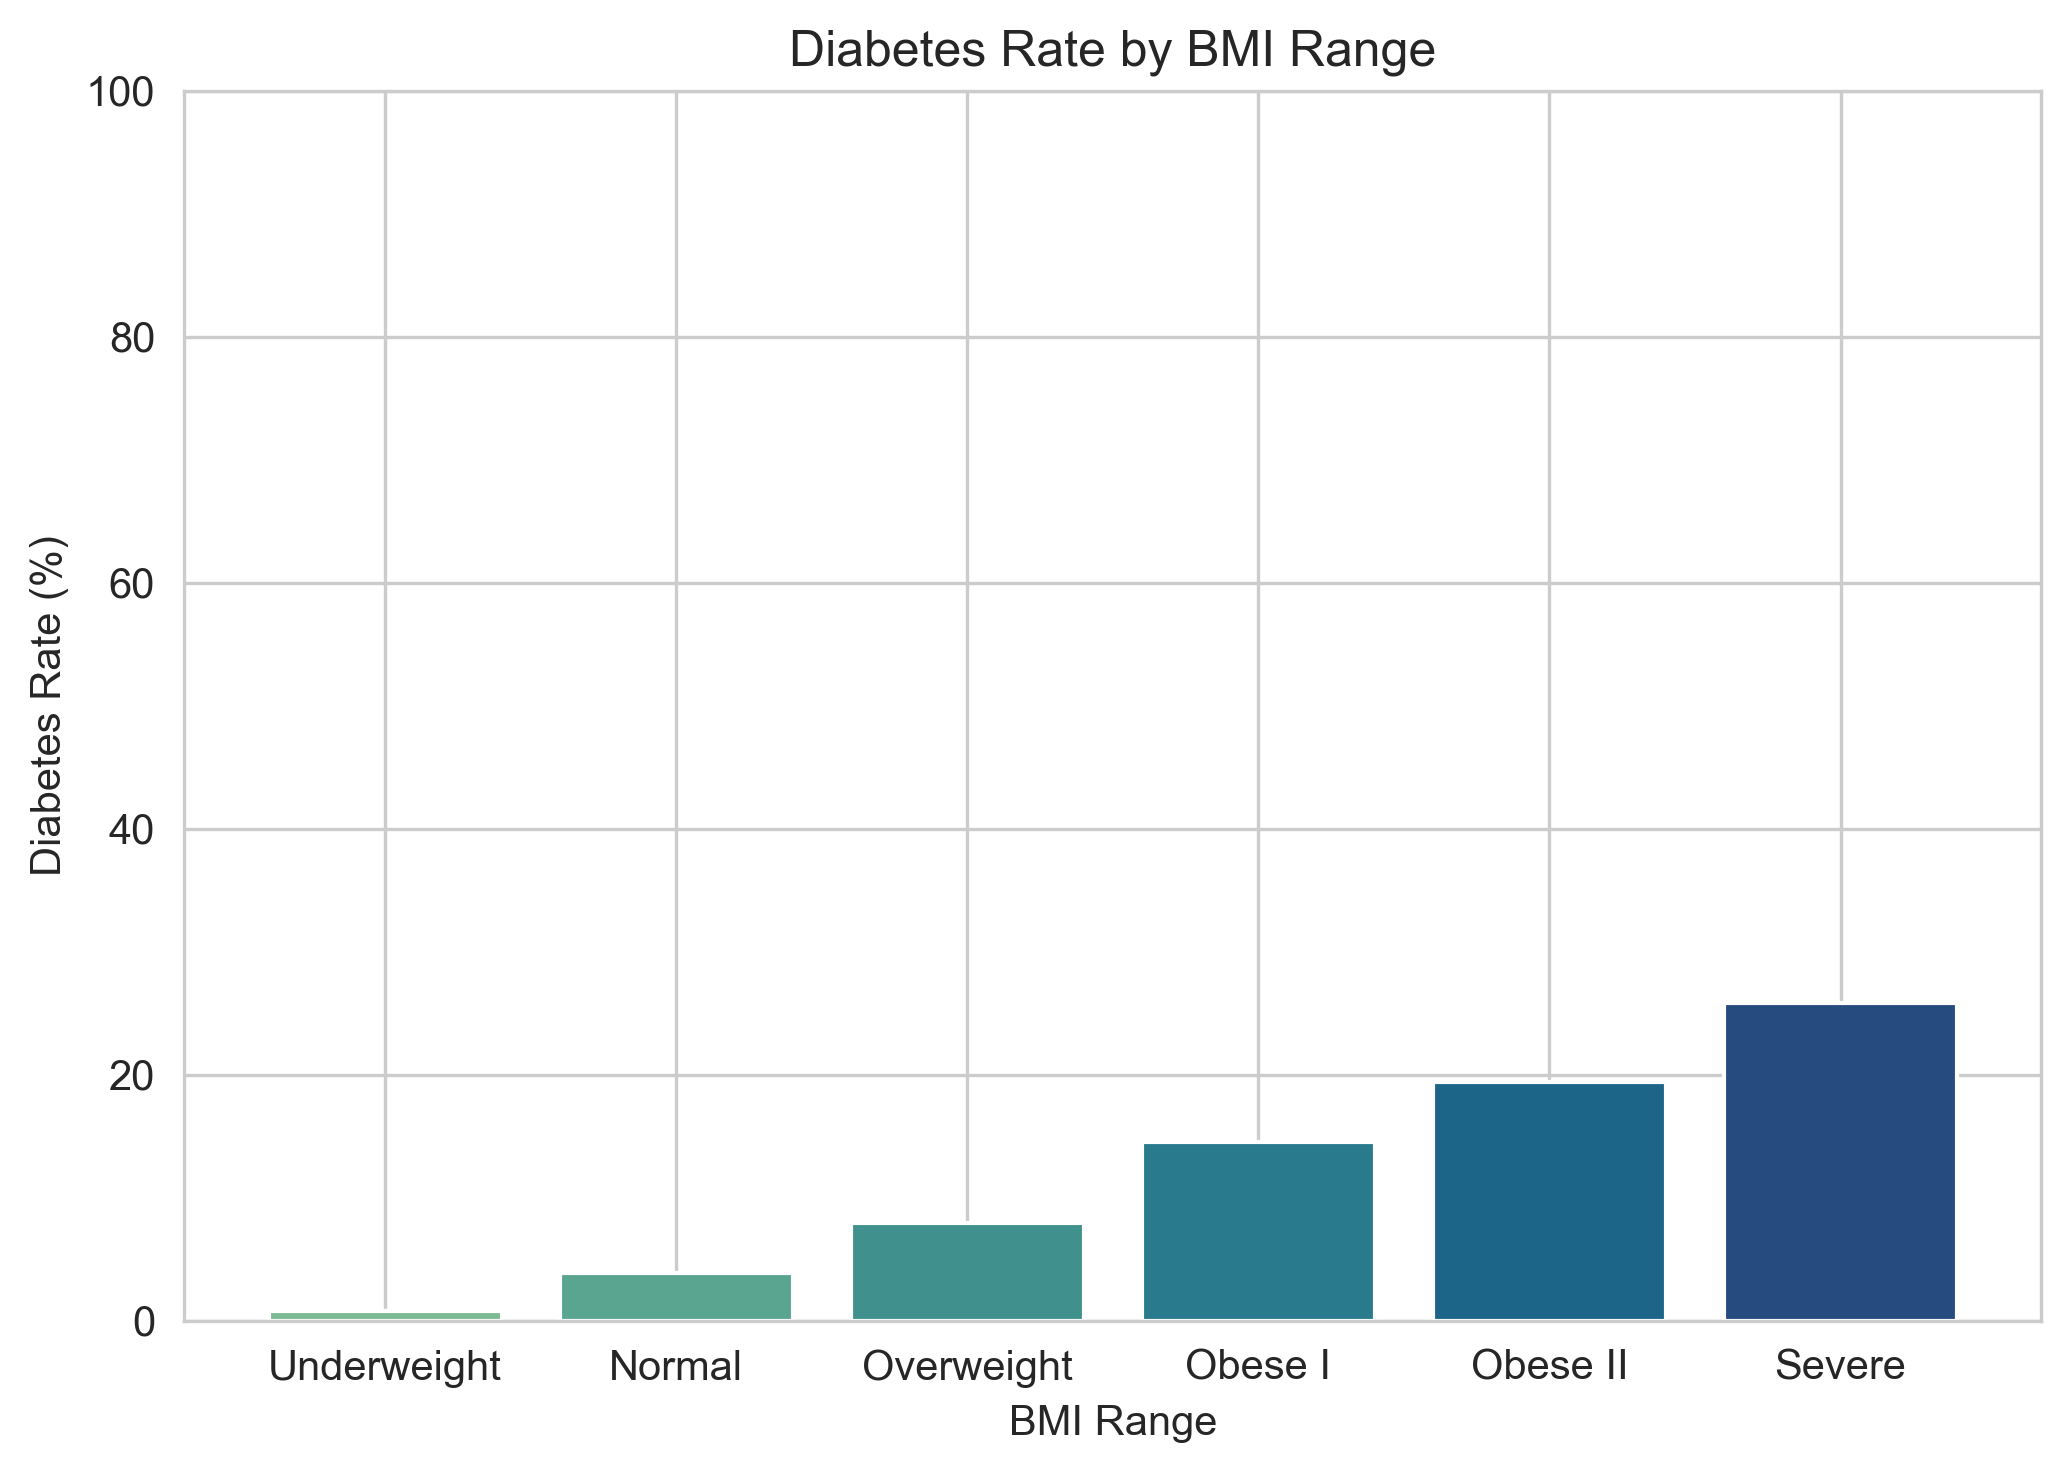 Diabetes Rate by BMI Range
100
80
60
40
20
0
Diabetes Rate (%)
Underweight Normal Overweight Obese I Obese II Severe
BMI Range